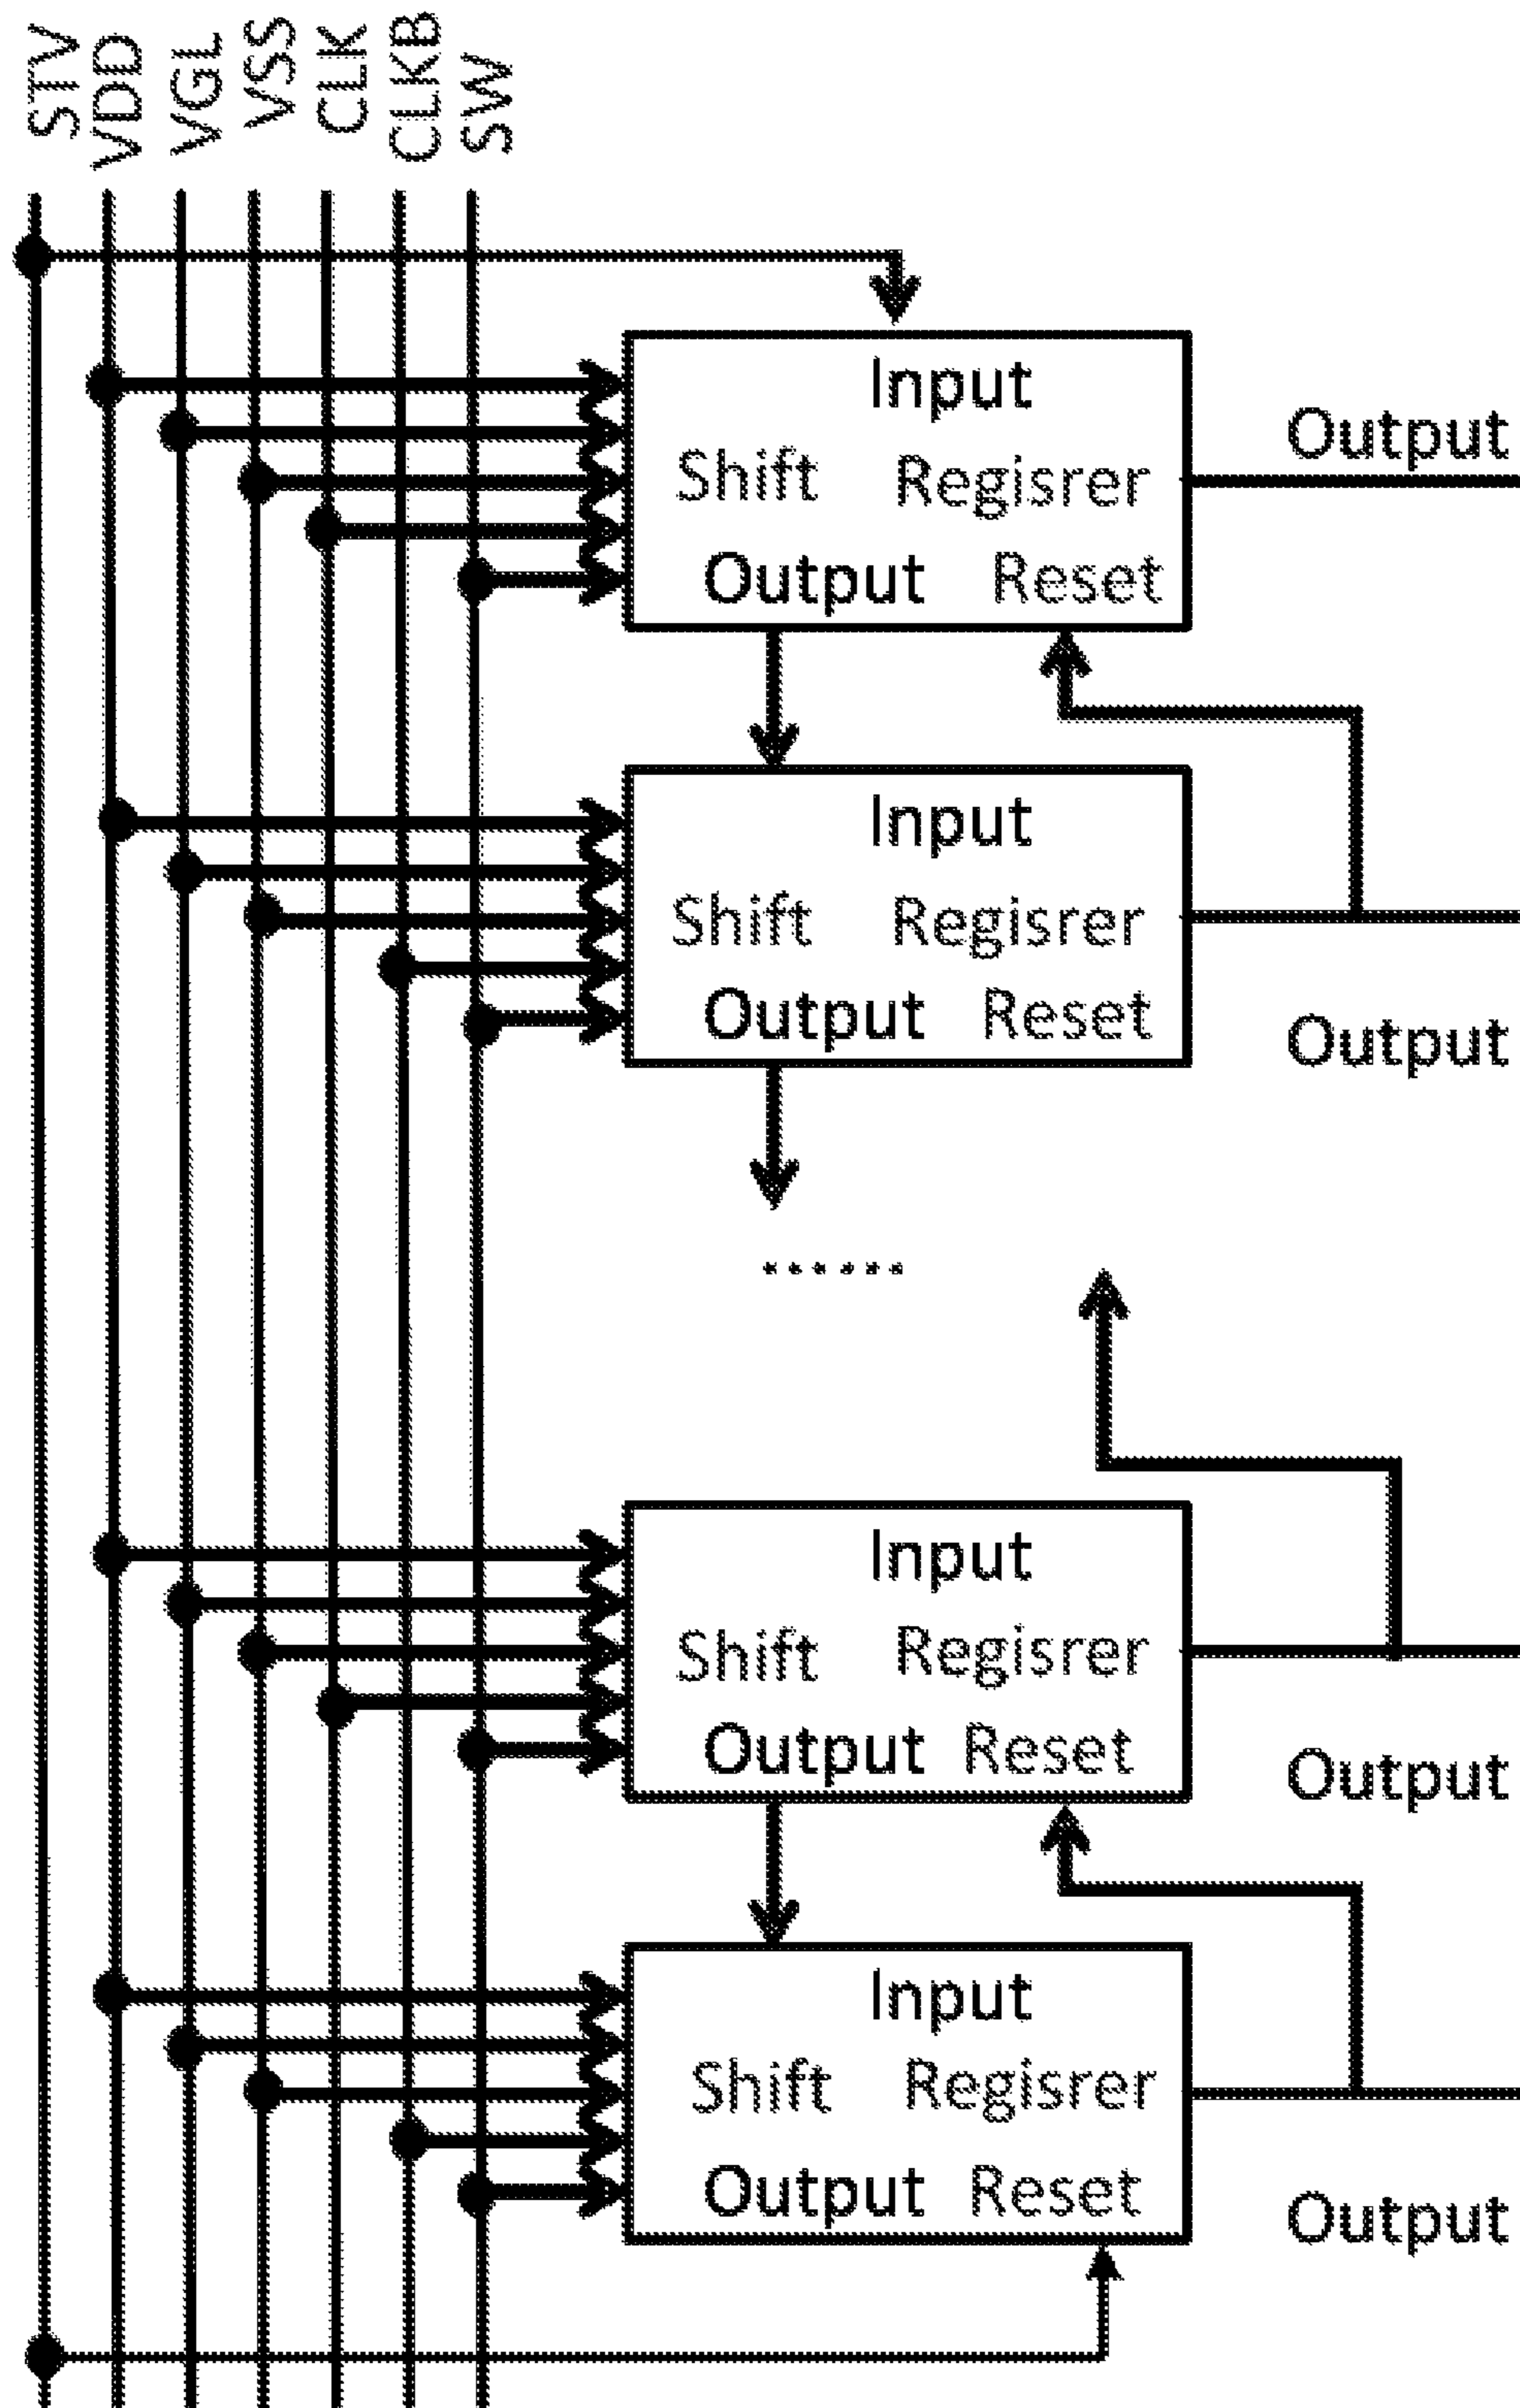 STV
VDD
VGL
VSS
CLK
CLKB
SW
Input
Output
Shift Regisrer
Output Reset
Input
Shift Regisrer
Output Reset
Output
......
Input
Shift Regisrer
Output Reset
Output
Input
Shift Regisrer
Output Reset
Output